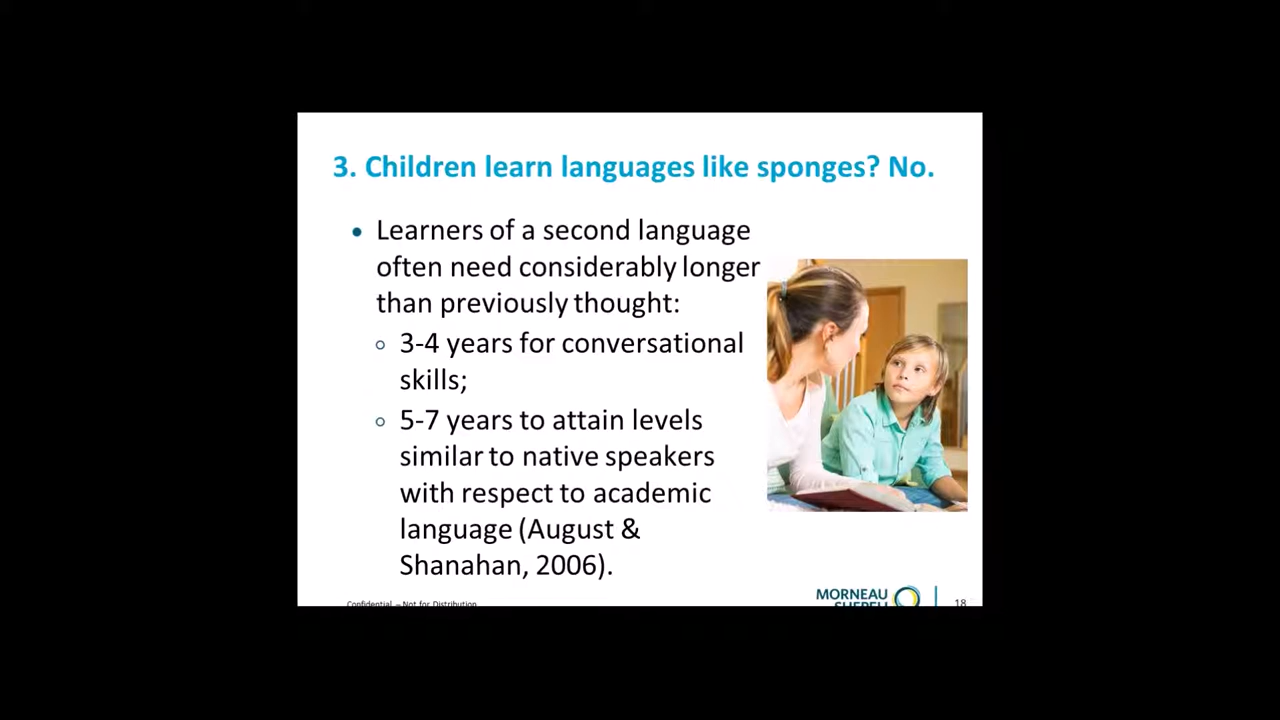 3. Children learn languages like sponges? No.
• Learners of a second language
often need considerably longer
than previously thought:
○ 3-4 years for conversational
skills;
○ 5-7 years to attain levels
similar to native speakers
with respect to academic
language (August &
Shanahan, 2006).
Confidential – Not for Distribution
MORNEAU
SHEPELL
18